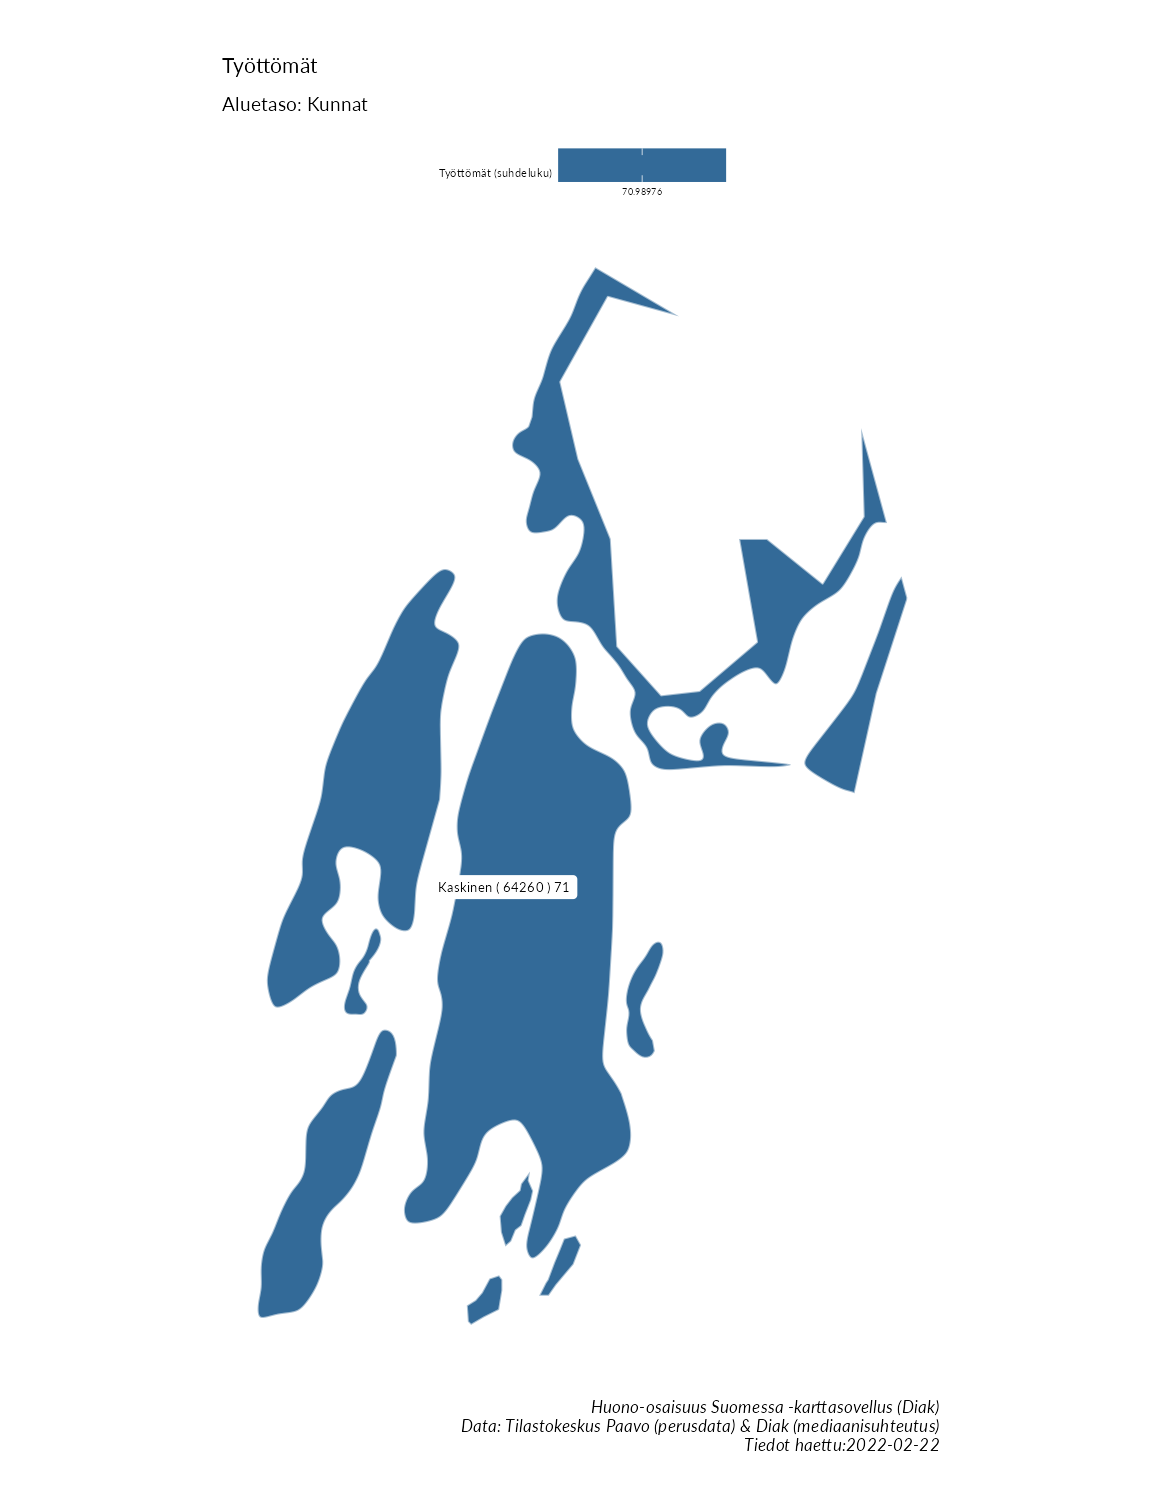 Työttömät
Aluetaso: Kunnat
Työttömät (suhdeluku)
70.98976
Kaskinen ( 64260 ) 71
Huono-osaisuus Suomessa -karttasovellus (Diak)
Data: Tilastokeskus Paavo (perusdata) & Diak (mediaanisuhteutus)
Tiedot haettu:2022-02-22